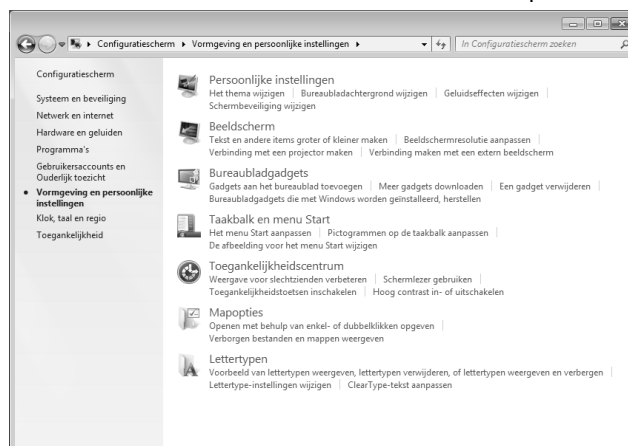 Configuratiescherm Vormgeving en persoonlijke instellingen In Configuratiescherm zoeken
Configuratiescherm
Systeem en beveiliging
Netwerk en internet
Hardware en geluiden
Programma's
Gebruikersaccounts en
Ouderlijk toezicht
Vormgeving en persoonlijke
instellingen
Klok, taal en regio
Toegankelijkheid
Persoonlijke instellingen
Het thema wijzigen Bureaubladachtergrond wijzigen Geluidseffecten wijzigen
Schermbeveiliging wijzigen
Beeldscherm
Tekst en andere items groter of kleiner maken Beeldschermresolutie aanpassen
Verbinding met een projector maken Verbinding maken met een extern beeldscherm
Bureaubladgadgets
Gadgets aan het bureaublad toevoegen Meer gadgets downloaden Een gadget verwijderen
Bureaubladgadgets die met Windows worden geïnstalleerd, herstellen
Taakbalk en menu Start
Het menu Start aanpassen Pictogrammen op de taakbalk aanpassen
De afbeelding voor het menu Start wijzigen
Toegankelijkheidscentrum
Weergave voor slechtzienden verbeteren Schermlezer gebruiken
Toegankelijkheidstoetsen inschakelen Hoog contrast in- of uitschakelen
Mapopties
Openen met behulp van enkel- of dubbelklikken opgeven
Verborgen bestanden en mappen weergeven
Lettertypen
Voorbeeld van lettertypen weergeven, lettertypen verwijderen, of lettertypen weergeven en verbergen
Lettertype-instellingen wijzigen ClearType-tekst aanpassen